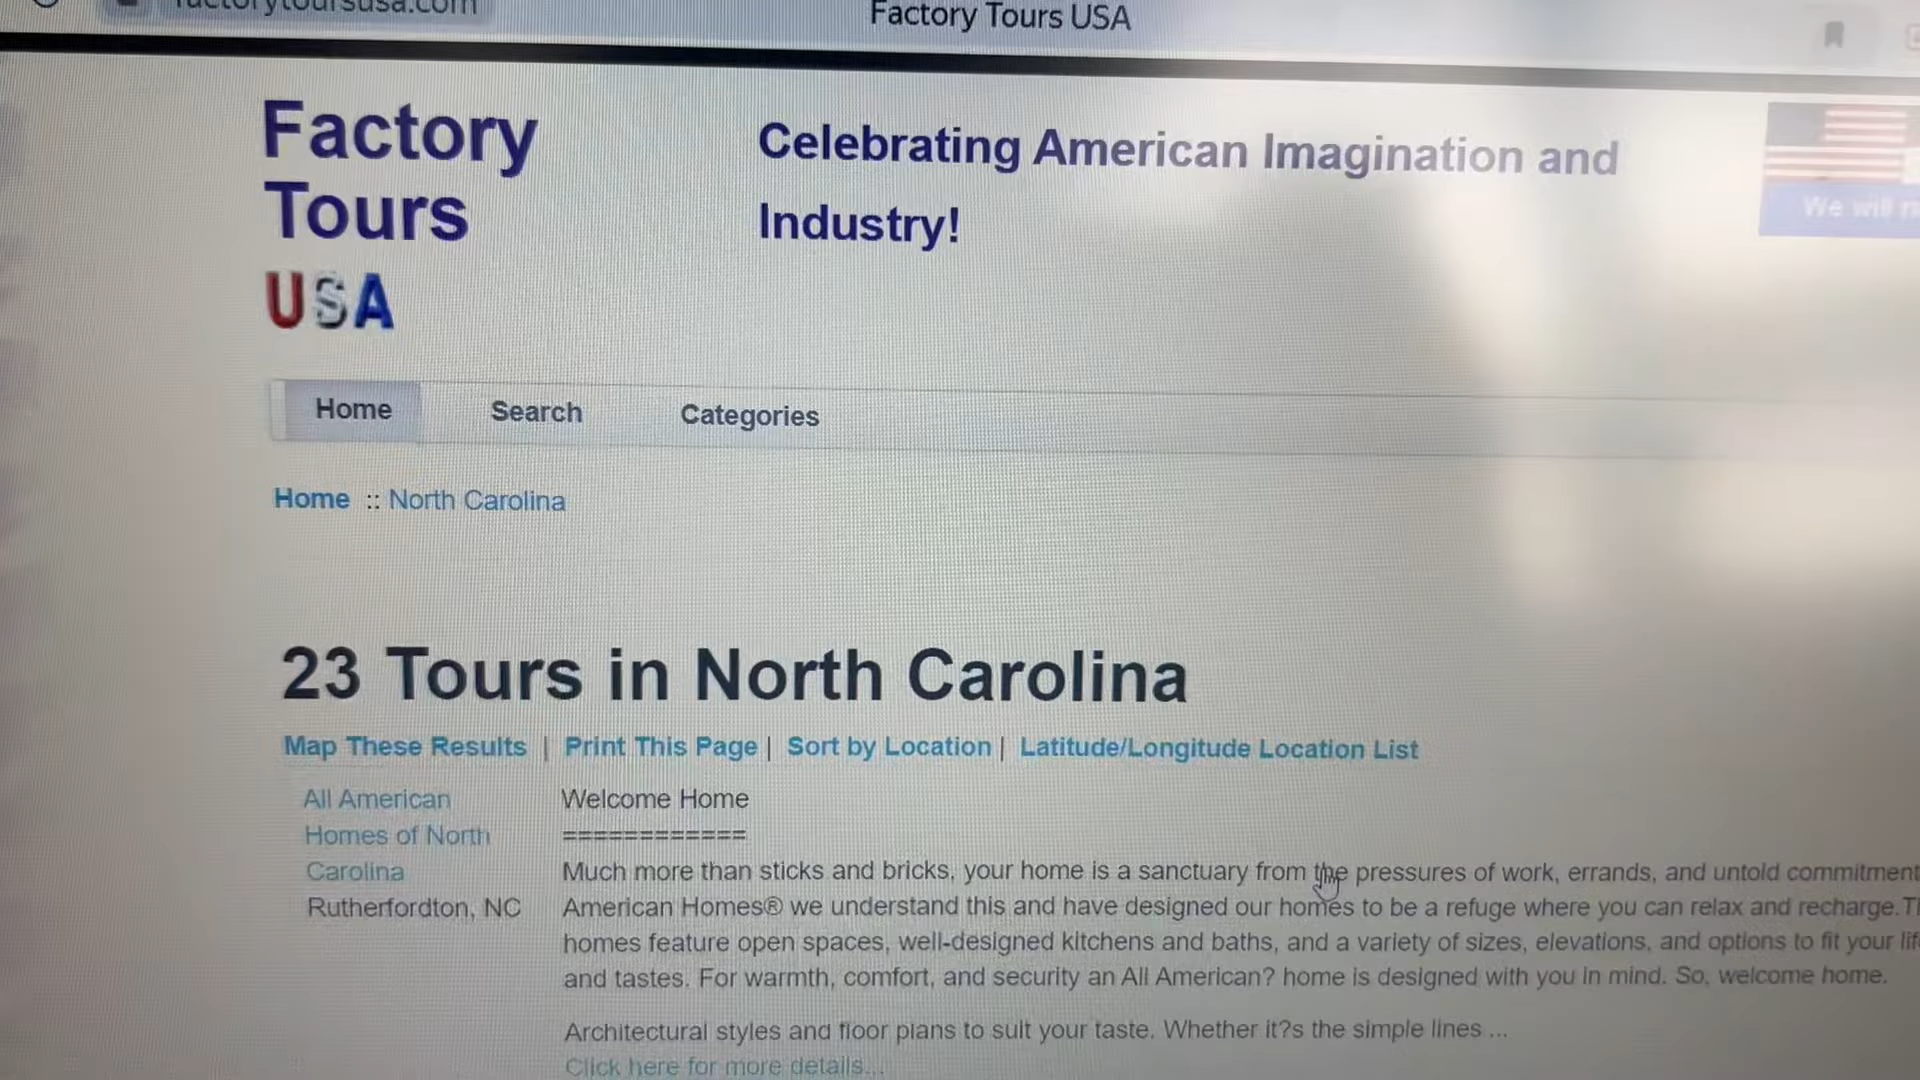 factorytoursusa.com
Factory Tours USA
Factory
Tours
USA
Celebrating American Imagination and
Industry!
We will
Home Search Categories
Home :: North Carolina
23 Tours in North Carolina
Map These Results | Print This Page | Sort by Location | Latitude/Longitude Location List
All American
Homes of North
Carolina
Rutherfordton, NC
Welcome Home
============
Much more than sticks and bricks, your home is a sanctuary from the pressures of work, errands, and untold commitment
American Homes® we understand this and have designed our homes to be a refuge where you can relax and recharge.
homes feature open spaces, well-designed kitchens and baths, and a variety of sizes, elevations, and options to fit your
and tastes. For warmth, comfort, and security an All American? home is designed with you in mind. So, welcome home.
Architectural styles and floor plans to suit your taste. Whether it?s the simple lines ...
Click here for more details...